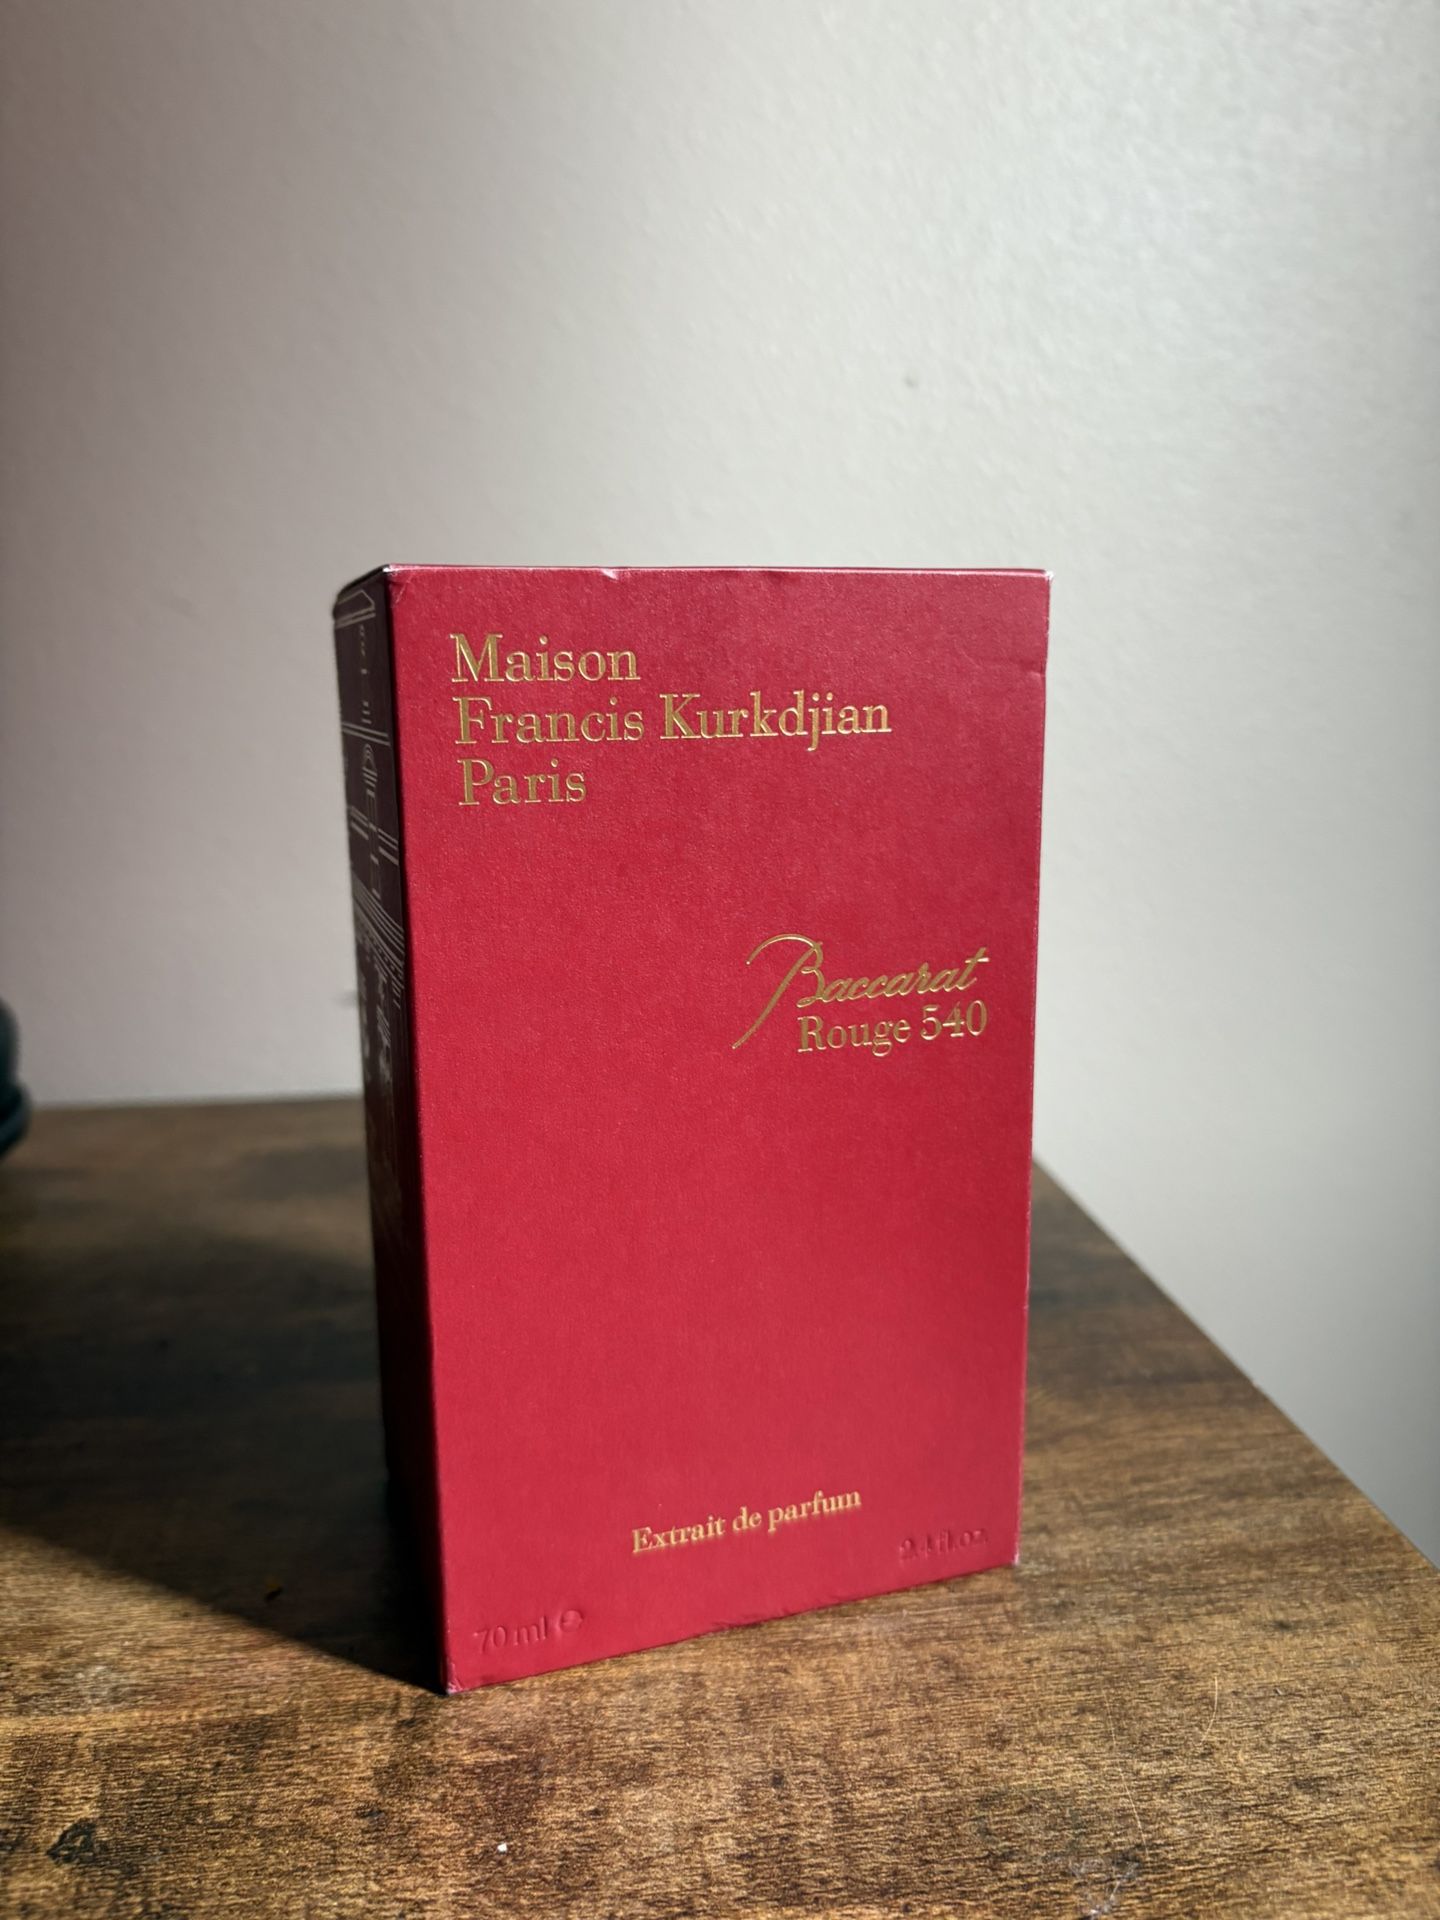 Maison
Francis Kurkdjian
Paris
Baccarat
Rouge 540
Extrait de parfum
2.4 fl. oz.
70 ml ℮